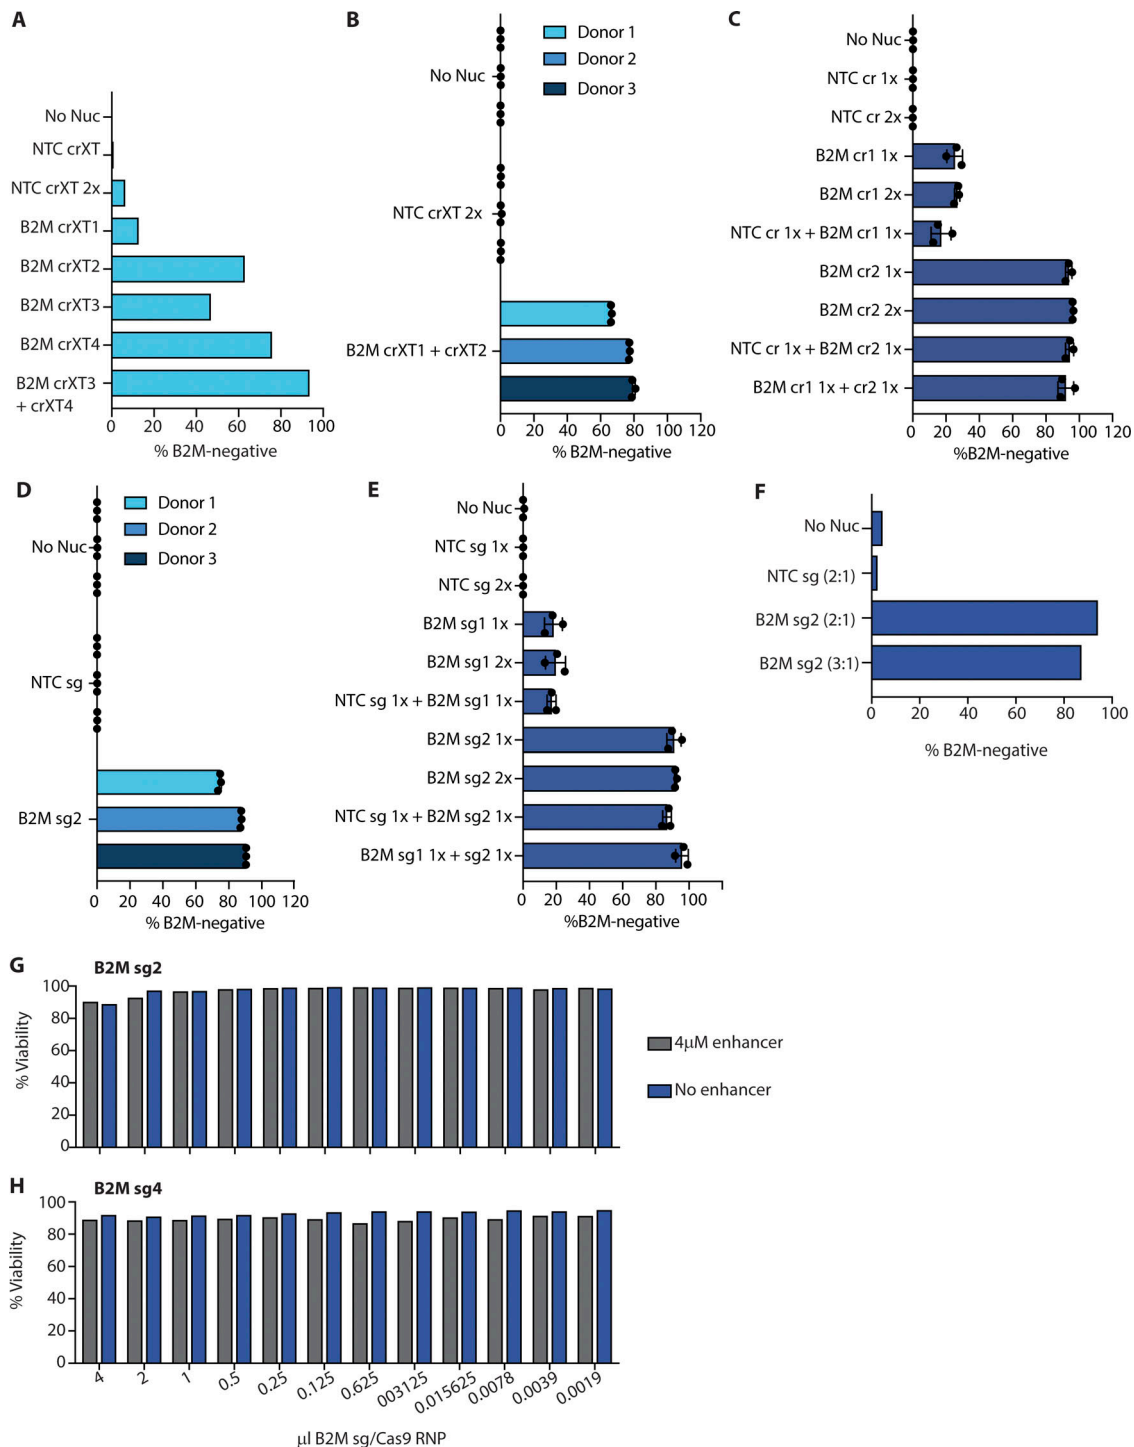 A
No Nuc
NTC crXT
NTC crXT 2x
B2M crXT1
B2M crXT2
B2M crXT3
B2M crXT4
B2M crXT3
+ crXT4
0 20 40 60 80 100
% B2M-negative
B
Donor 1
Donor 2
Donor 3
No Nuc
NTC crXT 2x
B2M crXT1 + crXT2
0 20 40 60 80 100 120
% B2M-negative
C
No Nuc
NTC cr 1x
NTC cr 2x
B2M cr1 1x
B2M cr1 2x
NTC cr 1x + B2M cr1 1x
B2M cr2 1x
B2M cr2 2x
NTC cr 1x + B2M cr2 1x
B2M cr1 1x + cr2 1x
0 20 40 60 80 100 120
%B2M-negative
D
Donor 1
Donor 2
Donor 3
No Nuc
NTC sg
B2M sg2
0 20 40 60 80 100 120
% B2M-negative
E
No Nuc
NTC sg 1x
NTC sg 2x
B2M sg1 1x
B2M sg1 2x
NTC sg 1x + B2M sg1 1x
B2M sg2 1x
B2M sg2 2x
NTC sg 1x + B2M sg2 1x
B2M sg1 1x + sg2 1x
0 20 40 60 80 100
%B2M-negative
F
No Nuc
NTC sg (2:1)
B2M sg2 (2:1)
B2M sg2 (3:1)
0 20 40 60 80 100
% B2M-negative
G
B2M sg2
100
80
60
40
20
0
% Viability
4µM enhancer
No enhancer
H
B2M sg4
100
80
60
40
20
0
% Viability
4 2 1 0.5 0.25 0.125 0.625 003125 0.015625 0.0078 0.0039 0.0019
µl B2M sg/Cas9 RNP